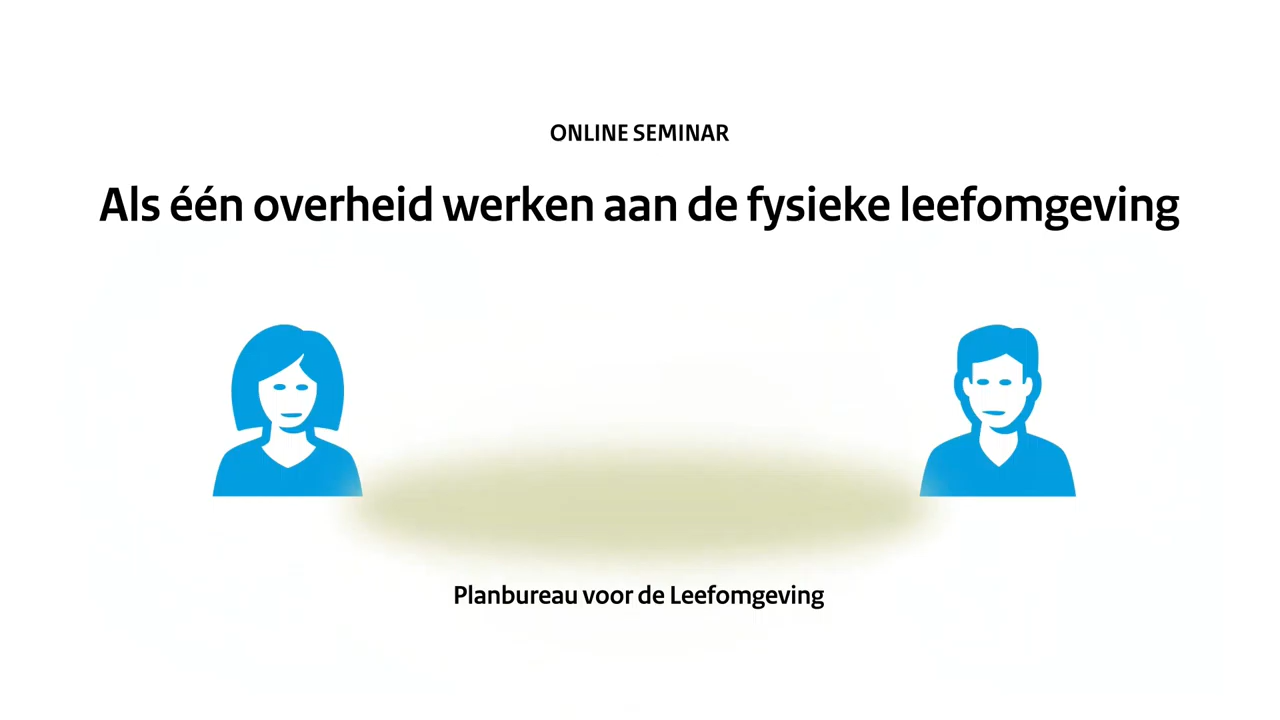 ONLINE SEMINAR
Als één overheid werken aan de fysieke leefomgeving
Planbureau voor de Leefomgeving